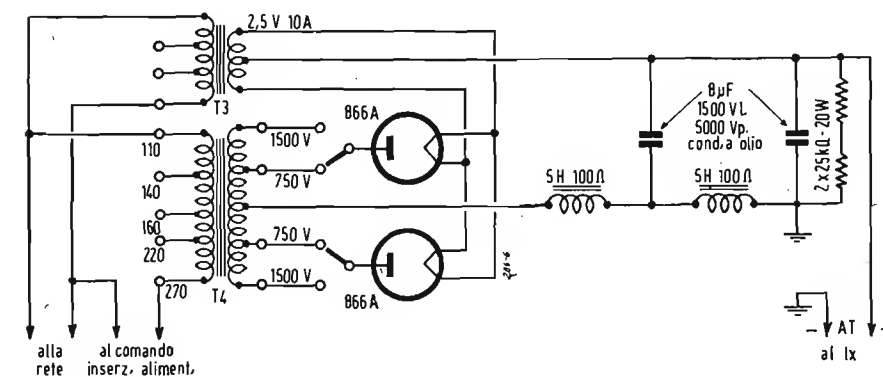 2,5 V 10A
T3
110
140
160
220
270
T4
1500 V
750 V
750 V
1500 V
866A
866A
5H 100Ω
5H 100Ω
8µF
1500 VL
5000 Vp.
cond. a olio
2x25kΩ-20W
alla
rete
al comando
inserz. aliment.
- AT -
al Tx